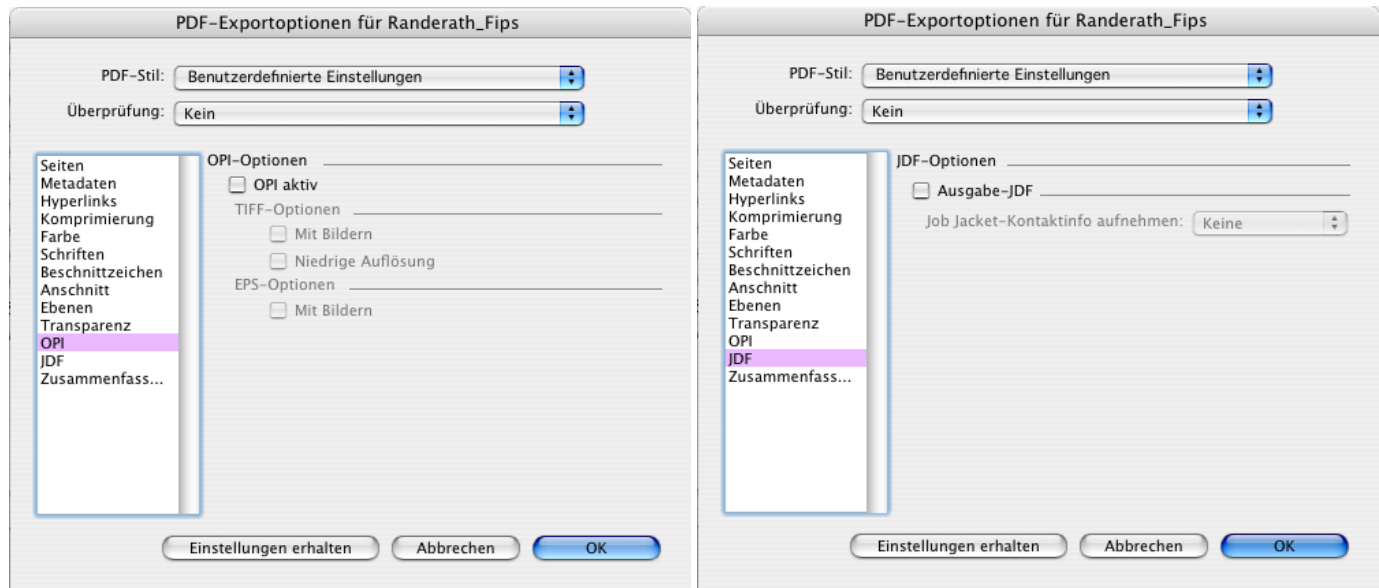 PDF-Exportoptionen für Randerath_Fips
PDF-Stil: Benutzerdefinierte Einstellungen
Überprüfung: Kein
Seiten
Metadaten
Hyperlinks
Komprimierung
Farbe
Schriften
Beschnittzeichen
Anschnitt
Ebenen
Transparenz
OPI
JDF
Zusammenfass...
OPI-Optionen
OPI aktiv
TIFF-Optionen
Mit Bildern
Niedrige Auflösung
EPS-Optionen
Mit Bildern
Einstellungen erhalten Abbrechen OK
PDF-Exportoptionen für Randerath_Fips
PDF-Stil: Benutzerdefinierte Einstellungen
Überprüfung: Kein
Seiten
Metadaten
Hyperlinks
Komprimierung
Farbe
Schriften
Beschnittzeichen
Anschnitt
Ebenen
Transparenz
OPI
JDF
Zusammenfass...
JDF-Optionen
Ausgabe-JDF
Job Jacket-Kontaktinfo aufnehmen: Keine
Einstellungen erhalten Abbrechen OK